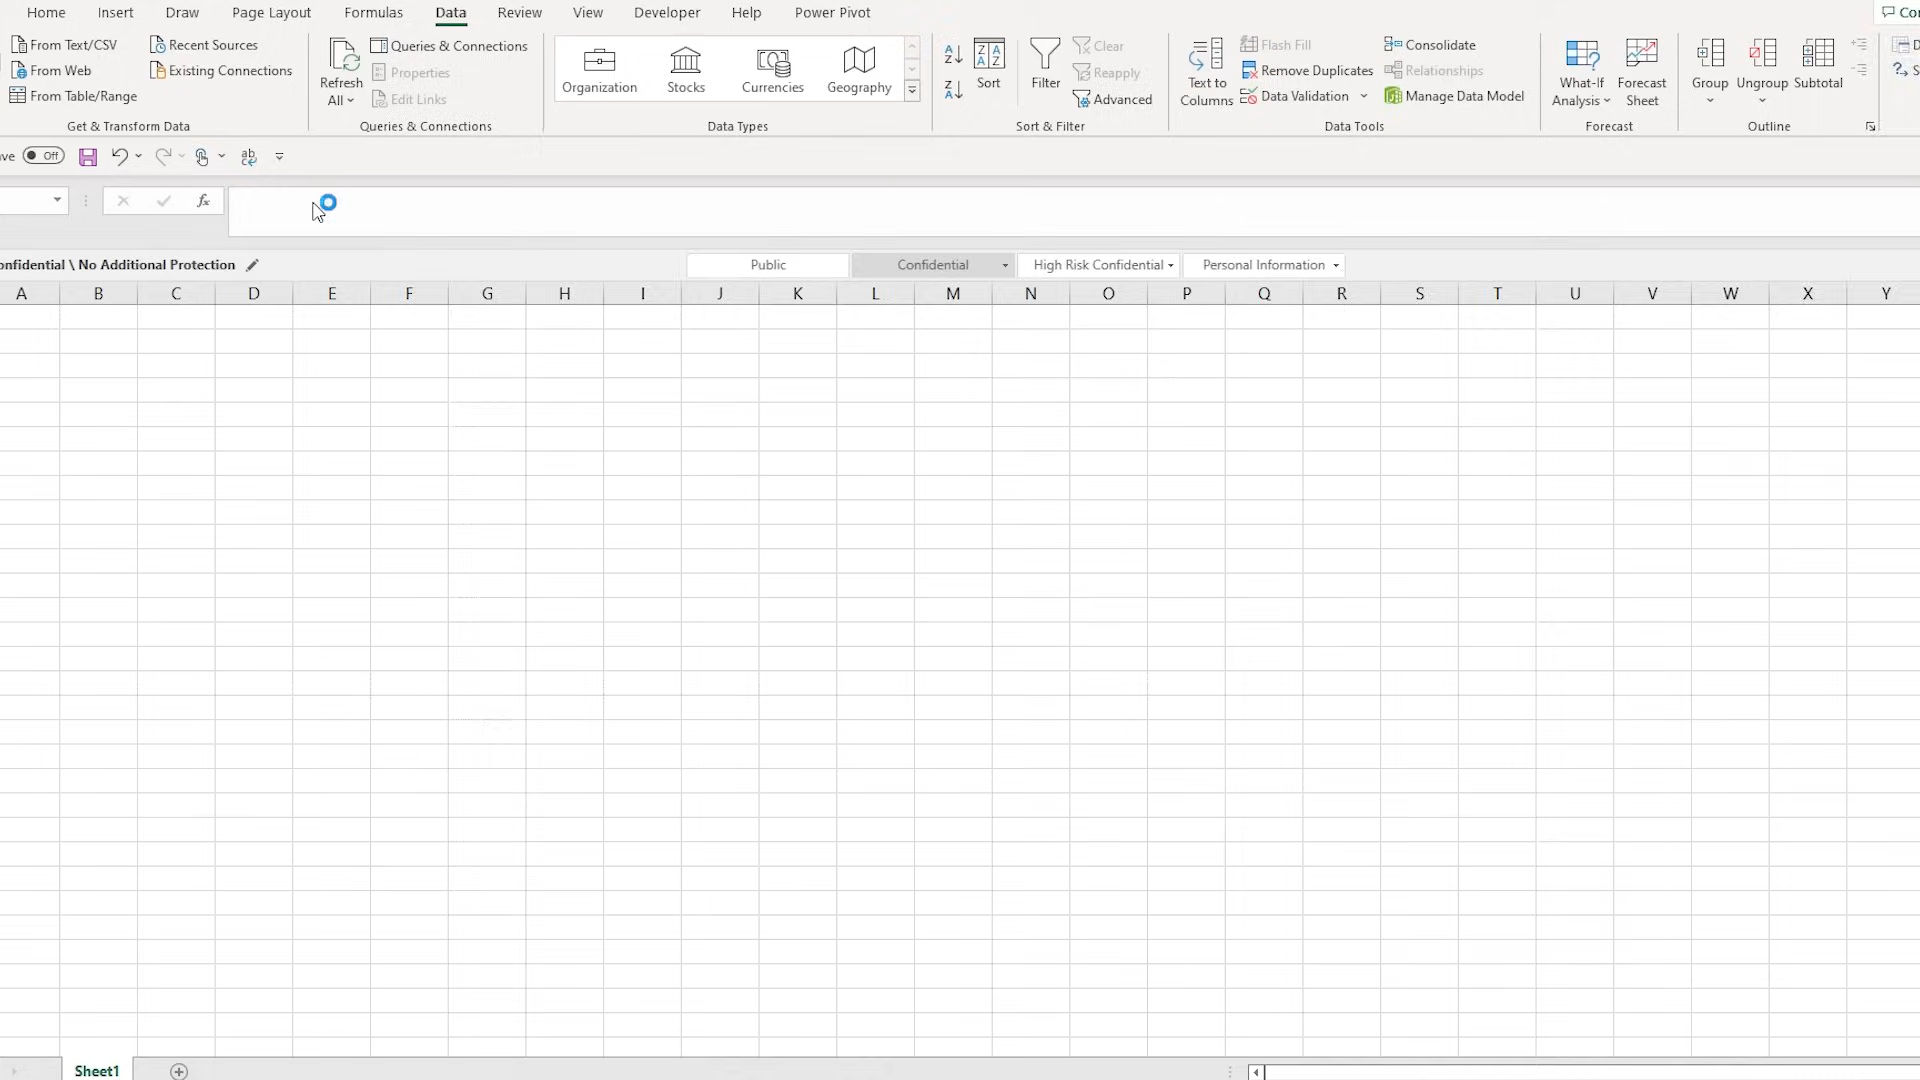 Home Insert Draw Page Layout Formulas Data Review View Developer Help Power Pivot
From Text/CSV Recent Sources
From Web Existing Connections
From Table/Range
Get & Transform Data
Refresh
All
Queries & Connections
Properties
Edit Links
Queries & Connections
Organization Stocks Currencies Geography
Data Types
Sort
Filter
Clear
Reapply
Advanced
Sort & Filter
Text to
Columns
Flash Fill Consolidate
Remove Duplicates Relationships
Data Validation Manage Data Model
Data Tools
What-If
Analysis
Forecast
Sheet
Forecast
Group Ungroup Subtotal
Outline
Off
fx
\ No Additional Protection Public Confidential High Risk Confidential Personal Information
A B C D E F G H I J K L M N O P Q R S T U V W X Y
Sheet1